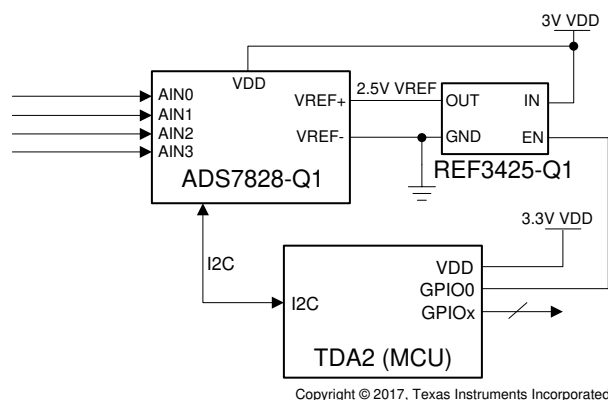 3V VDD
VDD
AIN0
AIN1
AIN2
AIN3
VREF+
VREF-
ADS7828-Q1
2.5V VREF
OUT
IN
GND
EN
REF3425-Q1
3.3V VDD
I2C
I2C
VDD
GPIO0
GPIOx
TDA2 (MCU)
Copyright © 2017, Texas Instruments Incorporated